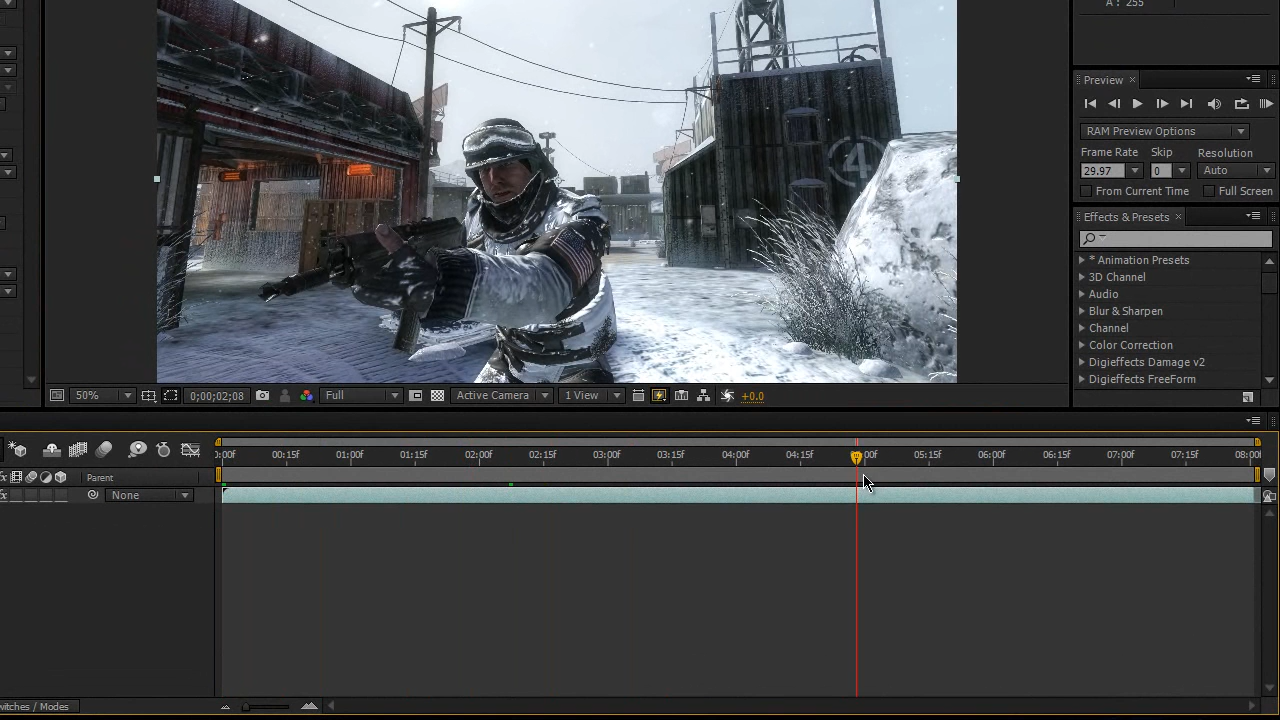 A : 255
Preview ×
RAM Preview Options
Frame Rate Skip Resolution
29.97 0 Auto
From Current Time Full Screen
Effects & Presets ×
* Animation Presets
3D Channel
Audio
Blur & Sharpen
Channel
Color Correction
Digieffects Damage v2
Digieffects FreeForm
4
50% 0;00;02;08 Full Active Camera 1 View +0.0
00:15f 01:00f 01:15f 02:00f 02:15f 03:00f 03:15f 04:00f 04:15f 05:15f 06:00f 06:15f 07:00f 07:15f 08:00f
Parent
None
witches / Modes